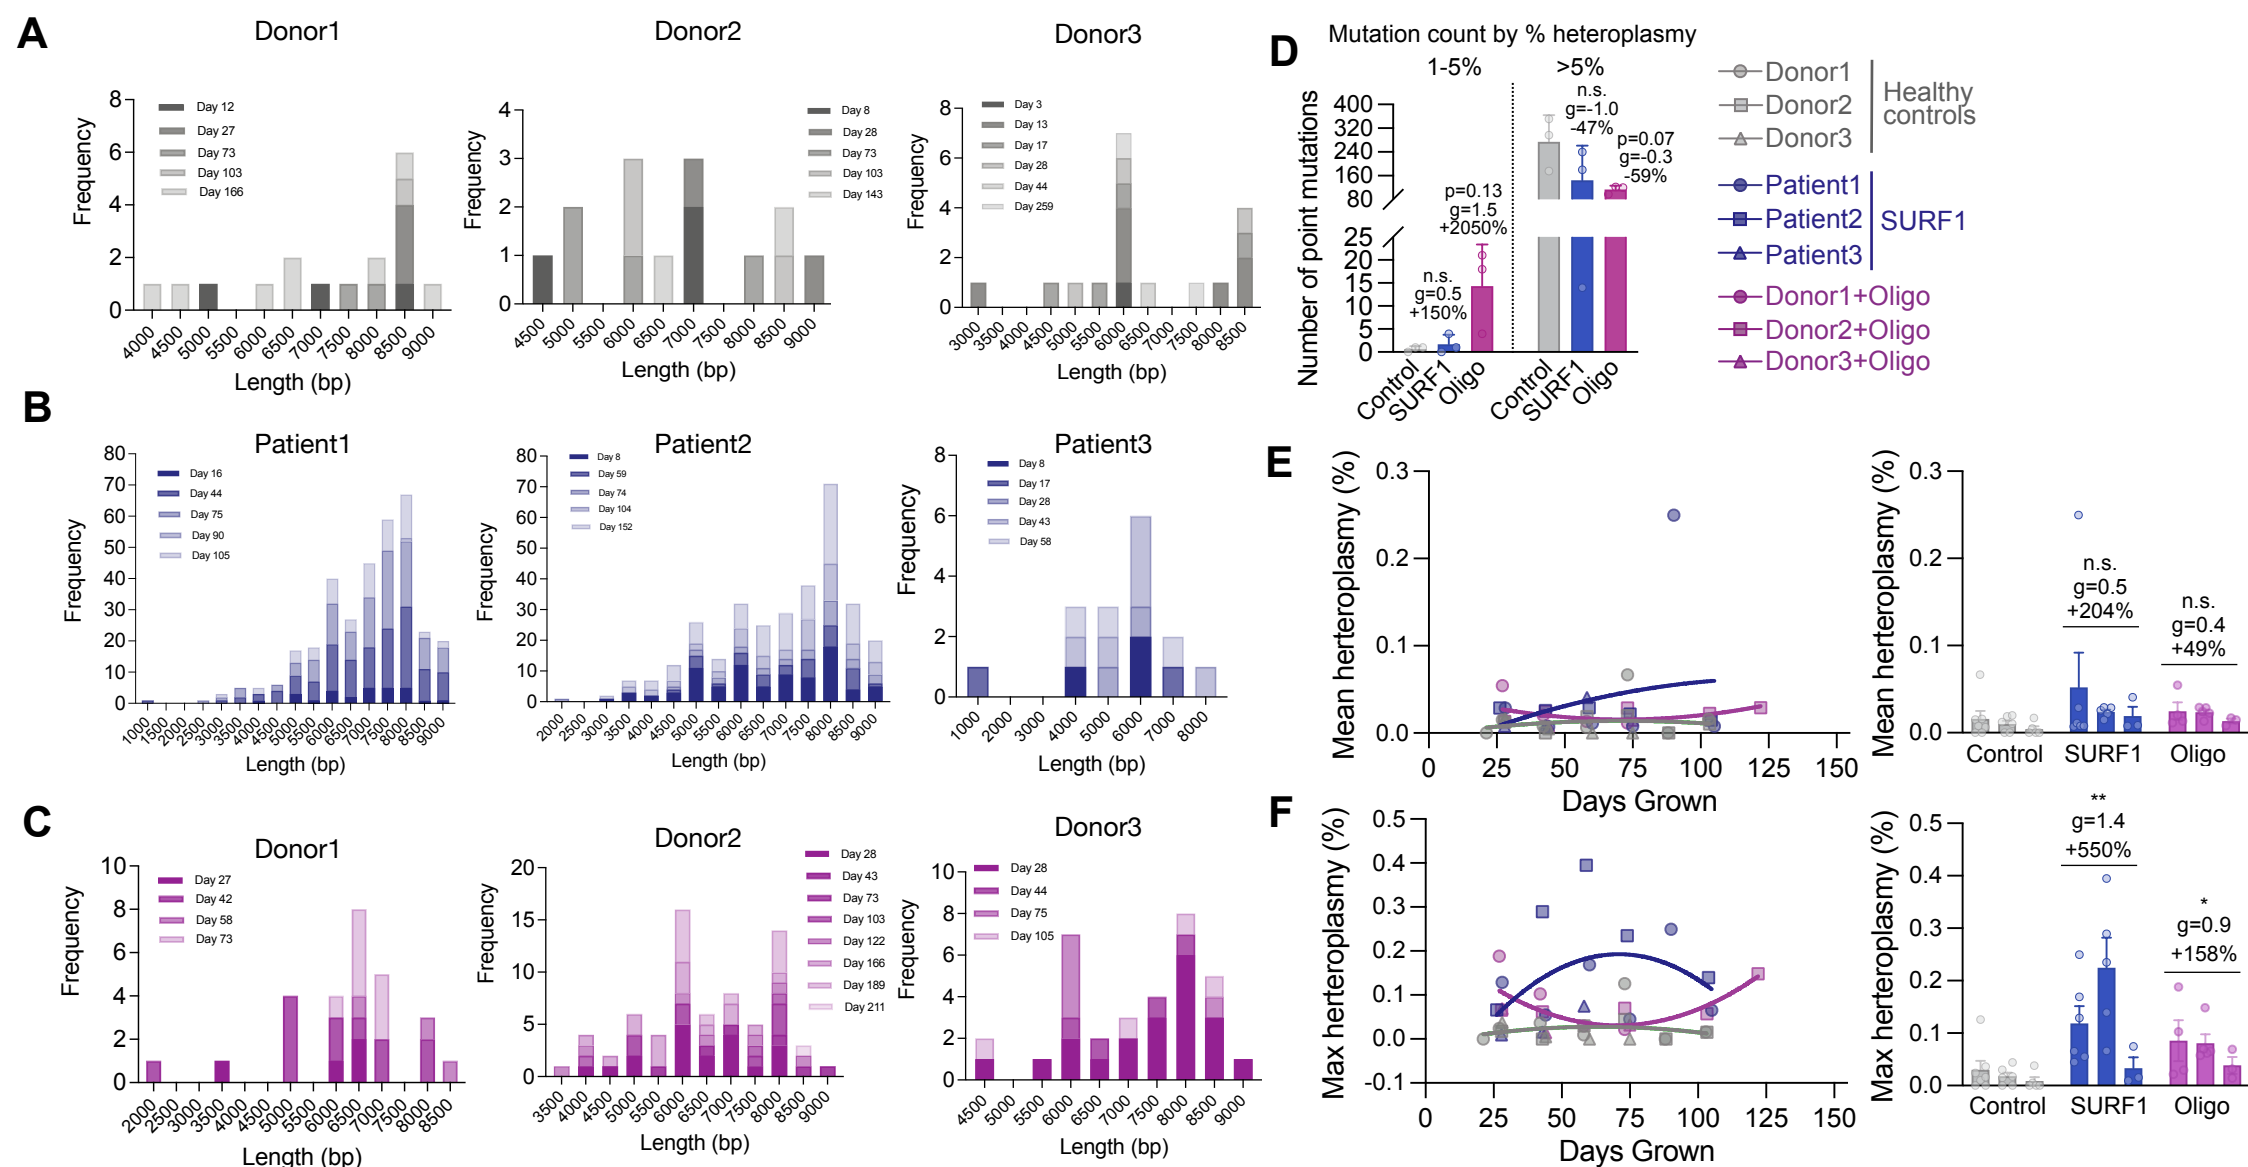 A
Donor1
8
6
4
2
0
Frequency
Day 12
Day 27
Day 73
Day 103
Day 166
4000
4500
5000
5500
6000
6500
7000
7500
8000
8500
9000
Length (bp)
Donor2
4
3
2
1
0
Frequency
Day 8
Day 28
Day 73
Day 103
Day 143
4500
5000
5500
6000
6500
7000
7500
8000
8500
9000
Length (bp)
Donor3
8
6
4
2
0
Frequency
Day 3
Day 13
Day 17
Day 28
Day 44
Day 259
3000
3500
4000
4500
5000
5500
6000
6500
7000
7500
8000
8500
Length (bp)
B
Patient1
80
70
60
50
40
30
20
10
0
Frequency
Day 16
Day 44
Day 75
Day 90
Day 105
1000
1500
2000
2500
3000
3500
4000
4500
5000
5500
6000
6500
7000
7500
8000
8500
9000
Length (bp)
Patient2
80
70
60
50
40
30
20
10
0
Frequency
Day 8
Day 59
Day 74
Day 104
Day 152
2000
2500
3000
3500
4000
4500
5000
5500
6000
6500
7000
7500
8000
8500
9000
Length (bp)
Patient3
8
6
4
2
0
Frequency
Day 8
Day 17
Day 28
Day 43
Day 58
1000
2000
3000
4000
5000
6000
7000
8000
Length (bp)
C
Donor1
10
8
6
4
2
0
Frequency
Day 27
Day 42
Day 58
Day 73
2000
2500
3000
3500
4000
4500
5000
5500
6000
6500
7000
7500
8000
8500
Length (bp)
Donor2
20
15
10
5
0
Frequency
Day 28
Day 43
Day 73
Day 103
Day 122
Day 166
Day 189
Day 211
3500
4000
4500
5000
5500
6000
6500
7000
7500
8000
8500
9000
Length (bp)
Donor3
10
8
6
4
2
0
Frequency
Day 28
Day 44
Day 75
Day 105
4500
5000
5500
6000
6500
7000
7500
8000
8500
9000
Length (bp)
D
Mutation count by % heteroplasmy
1-5%
>5%
Number of point mutations
400
320
240
160
80
25
20
15
10
5
0
n.s.
g=0.5
+150%
p=0.13
g=1.5
+2050%
n.s.
g=-1.0
-47%
p=0.07
g=-0.3
-59%
Control
SURF1
Oligo
Control
SURF1
Oligo
Donor1
Donor2
Donor3
Healthy
controls
Patient1
Patient2
Patient3
SURF1
Donor1+Oligo
Donor2+Oligo
Donor3+Oligo
E
Mean herteroplasmy (%)
0.3
0.2
0.1
0.0
0
25
50
75
100
125
150
Days Grown
Mean herteroplasmy (%)
0.3
0.2
0.1
0.0
n.s.
g=0.5
+204%
n.s.
g=0.4
+49%
Control
SURF1
Oligo
F
Max herteroplasmy (%)
0.5
0.4
0.3
0.2
0.1
0.0
-0.1
0
25
50
75
100
125
150
Days Grown
Max herteroplasmy (%)
0.5
0.4
0.3
0.2
0.1
0.0
**
g=1.4
+550%
*
g=0.9
+158%
Control
SURF1
Oligo